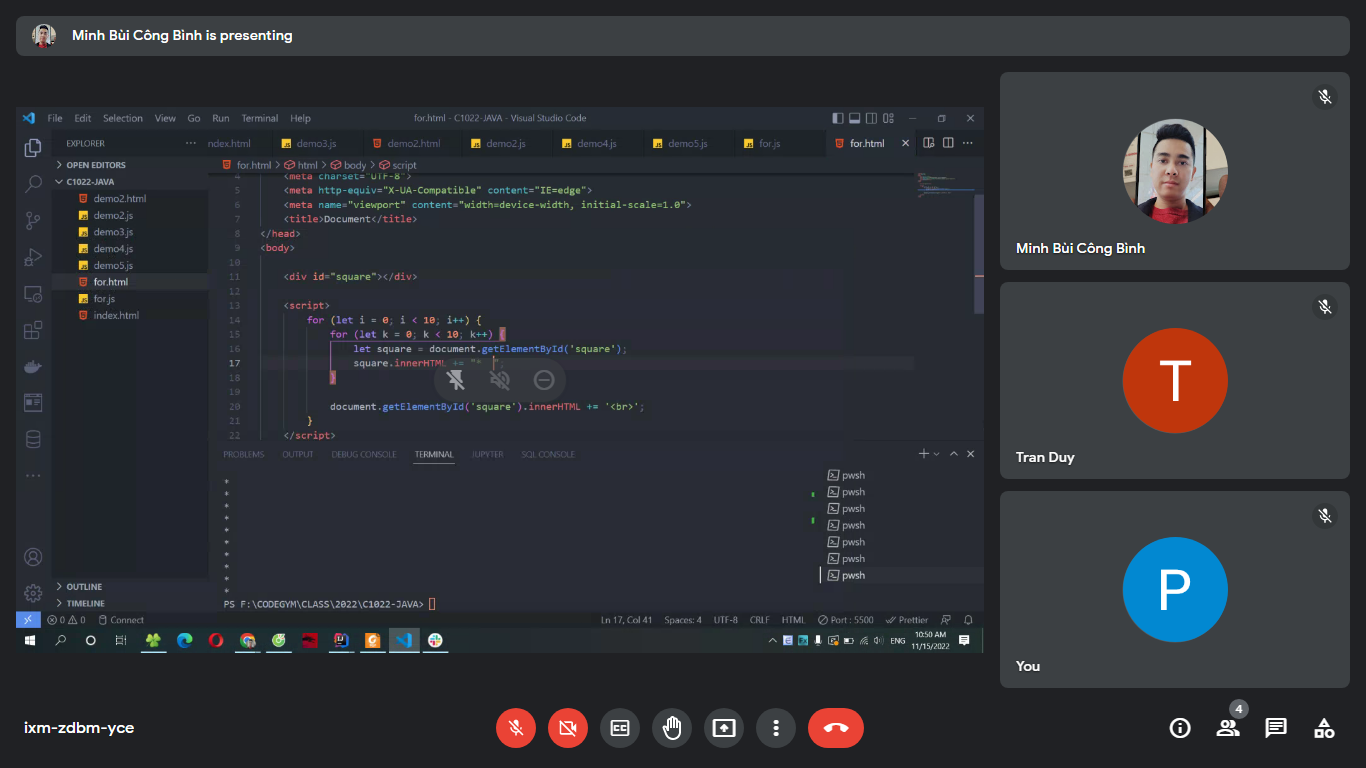 Minh Bùi Công Bình is presenting
File Edit Selection View Go Run Terminal Help
for.html - C1022-JAVA - Visual Studio Code
EXPLORER
ndex.html demo3.js demo2.html demo2.js demo4.js demo5.js for.js for.html
OPEN EDITORS
for.html > html > body > script
C1022-JAVA
demo2.html
demo2.js
demo3.js
demo4.js
demo5.js
for.html
for.js
index.html
4 <meta charset="UTF-8">
5 <meta http-equiv="X-UA-Compatible" content="IE=edge">
6 <meta name="viewport" content="width=device-width, initial-scale=1.0">
7 <title>Document</title>
8 </head>
9 <body>
10
11 <div id="square"></div>
12
13 <script>
14 for (let i = 0; i < 10; i++) {
15 for (let k = 0; k < 10; k++) {
16 let square = document.getElementById('square');
17 square.innerHTML += "* ";
18 }
19
20 document.getElementById('square').innerHTML += '<br>';
21 }
22 </script>
PROBLEMS OUTPUT DEBUG CONSOLE TERMINAL JUPYTER SQL CONSOLE
*
*
*
*
*
*
*
*
*
*
PS F:\CODEGYM\CLASS\2022\C1022-JAVA>
pwsh
pwsh
pwsh
pwsh
pwsh
pwsh
pwsh
OUTLINE
TIMELINE
0 0 Connect
Ln 17, Col 41 Spaces: 4 UTF-8 CRLF HTML Port : 5500 Prettier
ENG
10:50 AM
11/15/2022
Minh Bùi Công Bình
T
Tran Duy
P
You
ixm-zdbm-yce
4